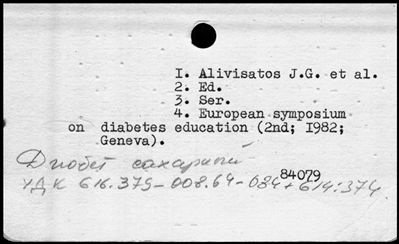 I. Alivisatos J.G. et al.
2. Ed.
3. Ser.
4. European symposium
on diabetes education (2nd; I982;
Geneva).
Диабет сахарный
84079
УДК 616.379-008.64-084+614:374